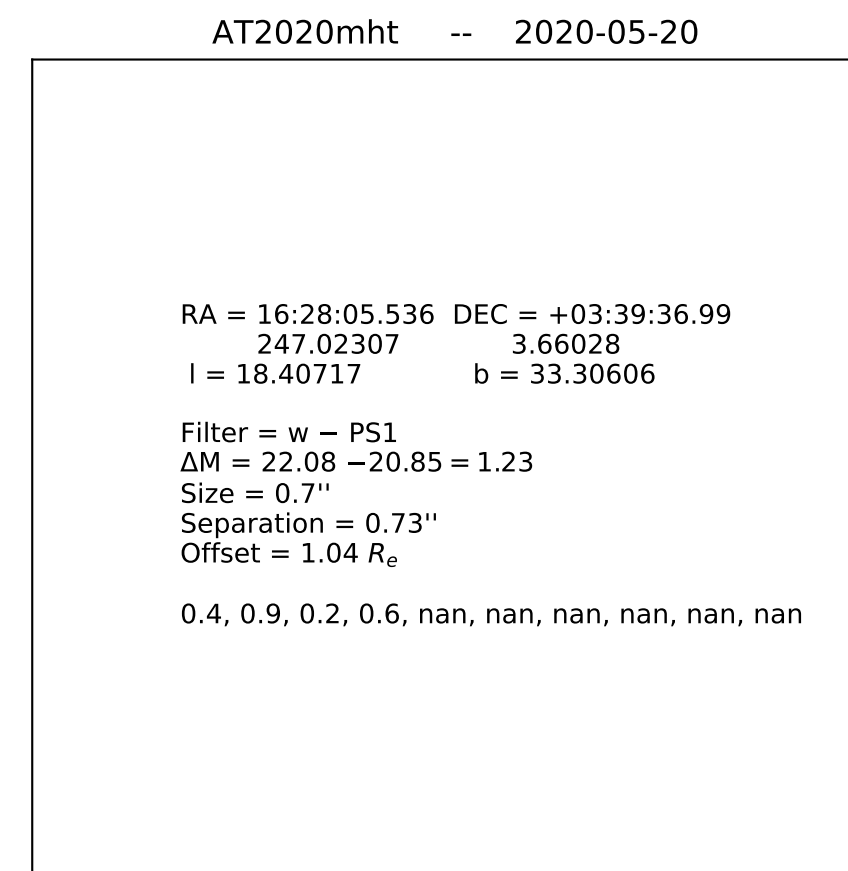 AT2020mht -- 2020-05-20
RA = 16:28:05.536 DEC = +03:39:36.99
247.02307 3.66028
l = 18.40717 b = 33.30606
Filter = w − PS1
ΔM = 22.08 −20.85 = 1.23
Size = 0.7''
Separation = 0.73''
Offset = 1.04 Rₑ
0.4, 0.9, 0.2, 0.6, nan, nan, nan, nan, nan, nan